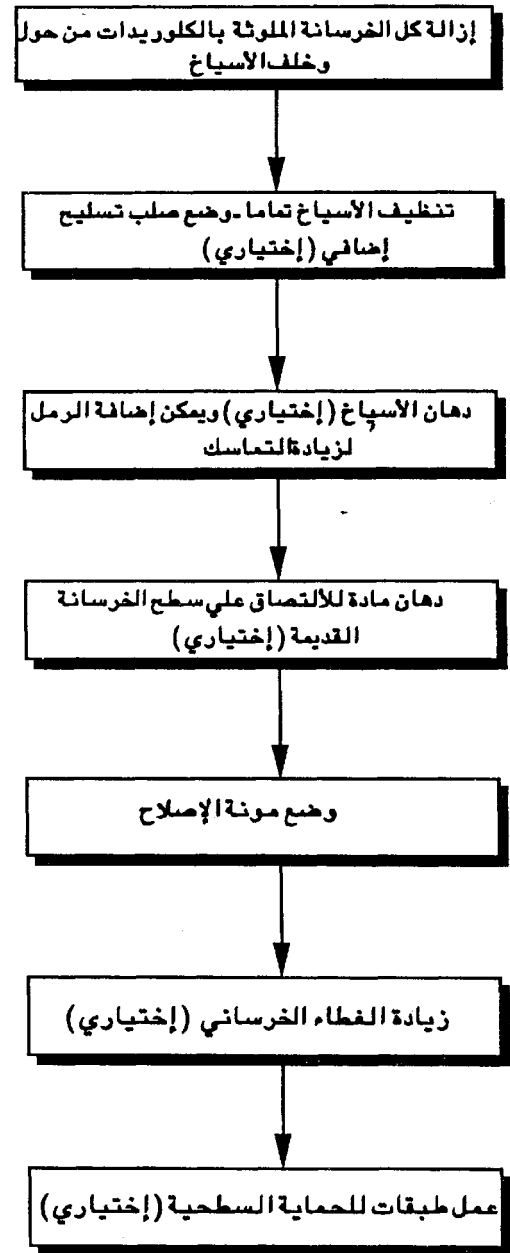 إزالة كل الخرسانة الملوثة بالكلوريدات من حول
وخلف الأسياخ
تنظيف الأسياخ تماما -وضع صلب تسليح
إضافي (إختياري)
دهان الأسياخ (إختياري) ويمكن إضافة الرمل
لزيادة التماسك
دهان مادة للألتصاق علي سطح الخرسانة
القديمة (إختياري)
وضع مونة الإصلاح
زيادة الغطاء الخرساني (إختياري)
عمل طبقات للحماية السطحية (إختياري)